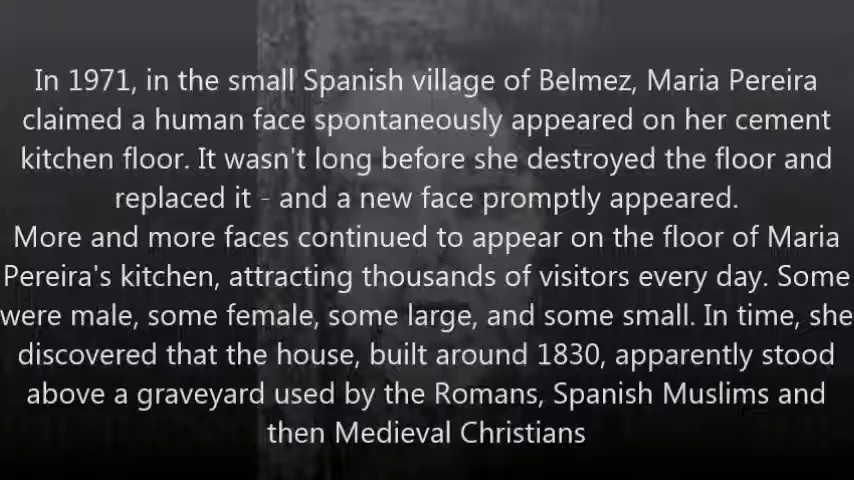 In 1971, in the small Spanish village of Belmez, Maria Pereira
claimed a human face spontaneously appeared on her cement
kitchen floor. It wasn't long before she destroyed the floor and
replaced it - and a new face promptly appeared.
More and more faces continued to appear on the floor of Maria
Pereira's kitchen, attracting thousands of visitors every day. Some
were male, some female, some large, and some small. In time, she
discovered that the house, built around 1830, apparently stood
above a graveyard used by the Romans, Spanish Muslims and
then Medieval Christians